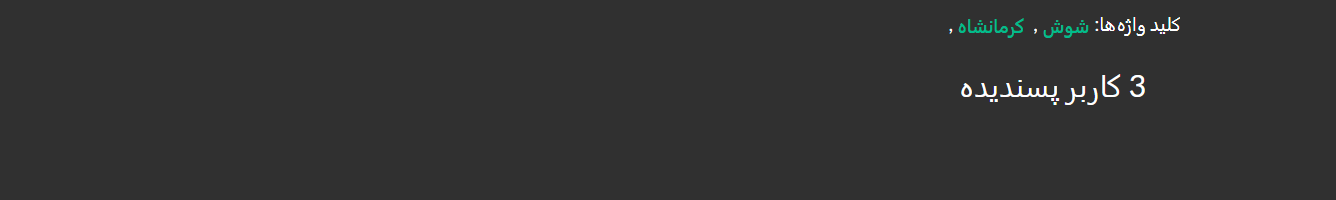 کلید واژه‌ها: شوش , کرمانشاه ,
3 کاربر پسندیده